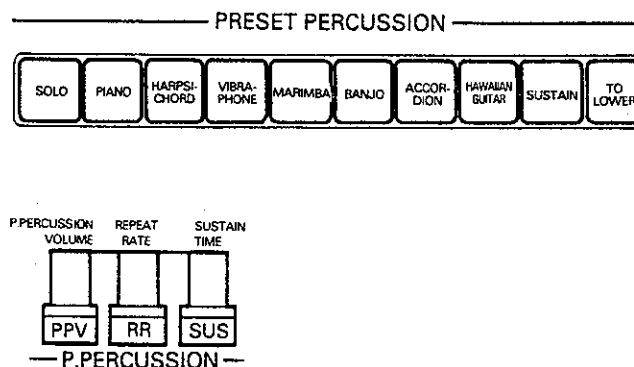 PRESET PERCUSSION
SOLO
PIANO
HARPSI-
CHORD
VIBRA-
PHONE
MARIMBA
BANJO
ACCOR-
DION
HAWAIIAN
GUITAR
SUSTAIN
TO
LOWER
P.PERCUSSION
VOLUME
REPEAT
RATE
SUSTAIN
TIME
PPV
RR
SUS
P.PERCUSSION